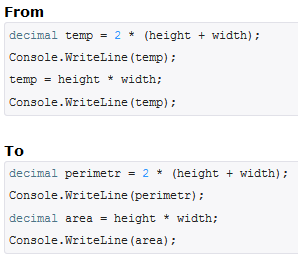 From
decimal temp = 2 * (height + width);
Console.WriteLine(temp);
temp = height * width;
Console.WriteLine(temp);
To
decimal perimetr = 2 * (height + width);
Console.WriteLine(perimetr);
decimal area = height * width;
Console.WriteLine(area);